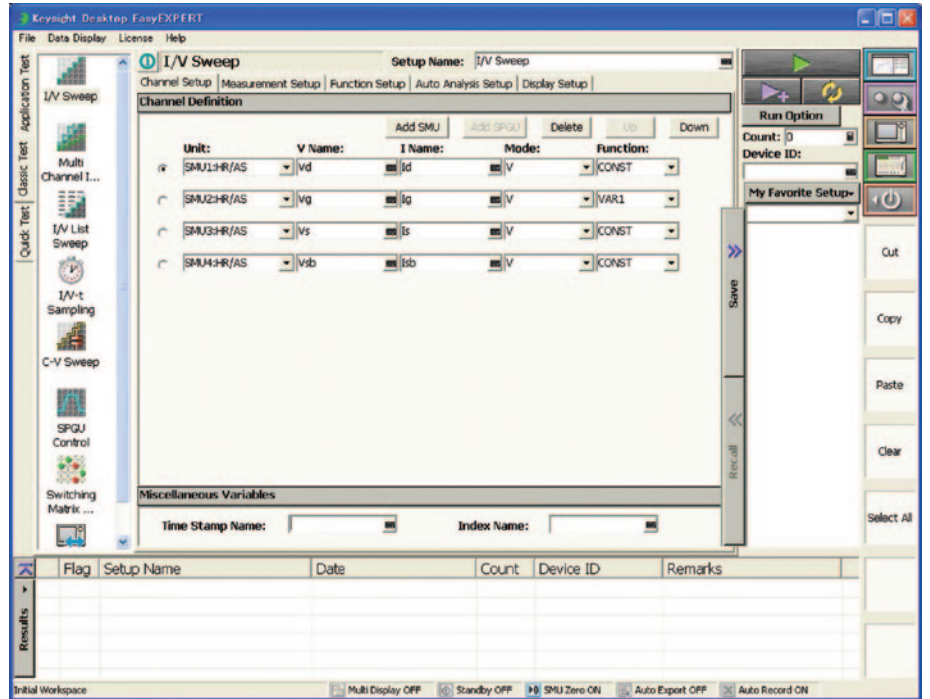 Keysight Desktop EasyEXPERT
File Data Display License Help
Quick Test Classic Test Application Test
I/V Sweep
Multi
Channel I...
I/V List
Sweep
I/V-t
Sampling
C-V Sweep
SPGU
Control
Switching
Matrix ...
I/V Sweep Setup Name: I/V Sweep
Channel Setup Measurement Setup Function Setup Auto Analysis Setup Display Setup
Channel Definition
Add SMU Add SPGU Delete Up Down
Unit: V Name: I Name: Mode: Function:
SMU1:HR/AS Vd Id V CONST
SMU2:HR/AS Vg Ig V VAR1
SMU3:HR/AS Vs Is V CONST
SMU4:HR/AS Vsb Isb V CONST
Miscellaneous Variables
Time Stamp Name: Index Name:
Save
Recall
Run Option
Count: 0
Device ID:
My Favorite Setup
Cut
Copy
Paste
Clear
Select All
Results
Flag Setup Name Date Count Device ID Remarks
Initial Workspace Multi Display OFF Standby OFF SMU Zero ON Auto Export OFF Auto Record ON